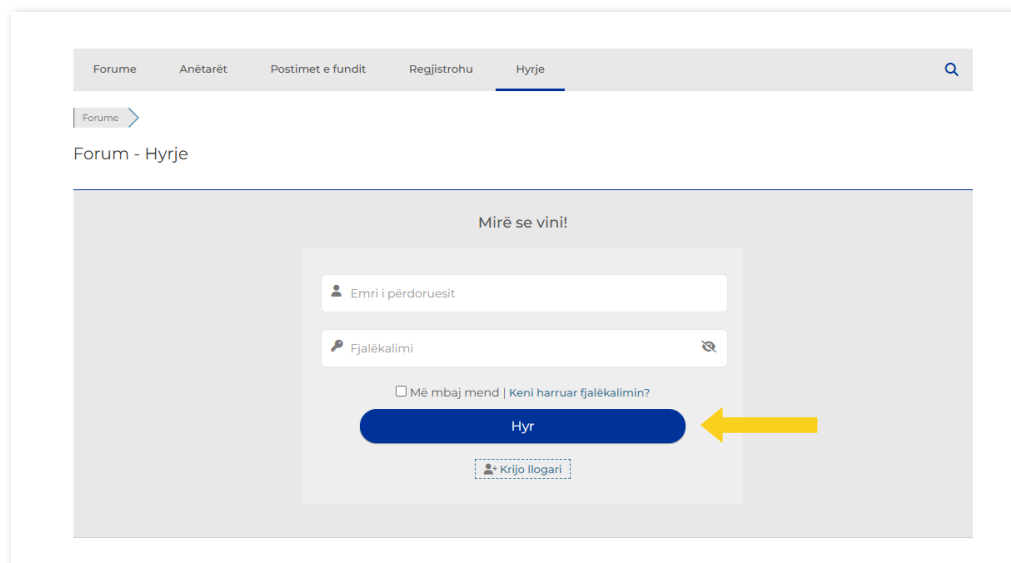 Forume Anëtarët Postimet e fundit Regjistrohu Hyrje
Forume
Forum - Hyrje
Mirë se vini!
Emri i përdoruesit
Fjalëkalimi
Më mbaj mend | Keni harruar fjalëkalimin?
Hyr
Krijo llogari